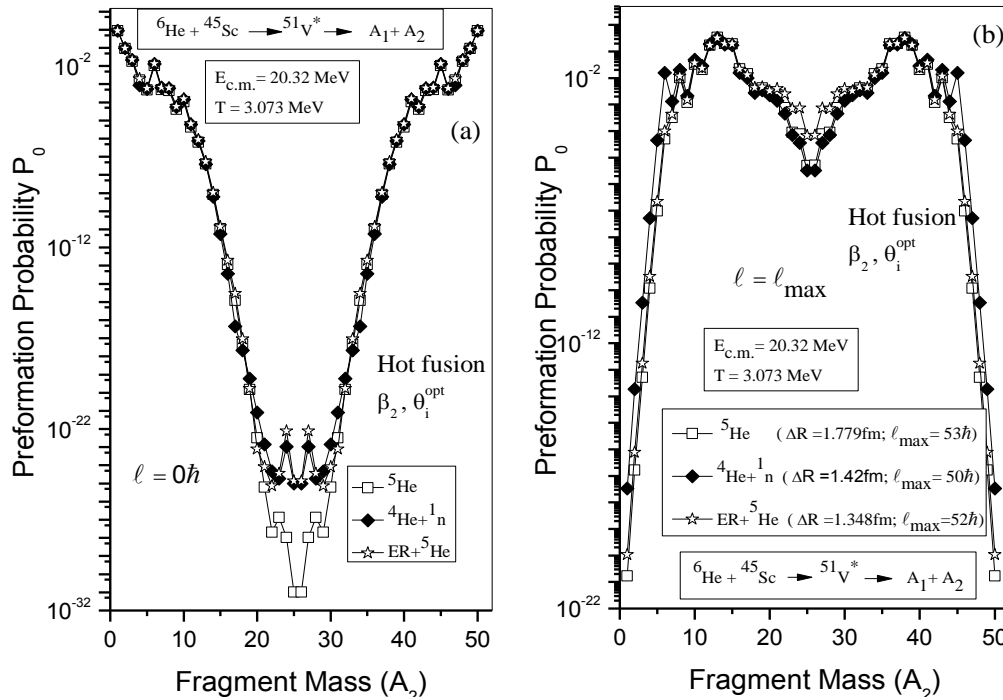 ⁶He + ⁴⁵Sc → ⁵¹V* → A₁ + A₂
E_c.m. = 20.32 MeV
T = 3.073 MeV
(a)
Hot fusion
β₂ , θᵢ^opt
ℓ = 0ħ
⁵He
⁴He+¹n
ER+⁵He
Preformation Probability P₀
10⁻²
10⁻¹²
10⁻²²
10⁻³²
0 10 20 30 40 50
Fragment Mass (A₂)
(b)
Hot fusion
β₂ , θᵢ^opt
ℓ = ℓ_max
E_c.m. = 20.32 MeV
T = 3.073 MeV
⁵He ( ΔR =1.779fm; ℓ_max = 53ħ)
⁴He+¹n ( ΔR =1.42fm; ℓ_max = 50ħ)
ER+⁵He ( ΔR =1.348fm; ℓ_max = 52ħ)
⁶He + ⁴⁵Sc → ⁵¹V* → A₁ + A₂
Preformation Probability P₀
10⁻²
10⁻¹²
10⁻²²
0 10 20 30 40 50
Fragment Mass (A₂)